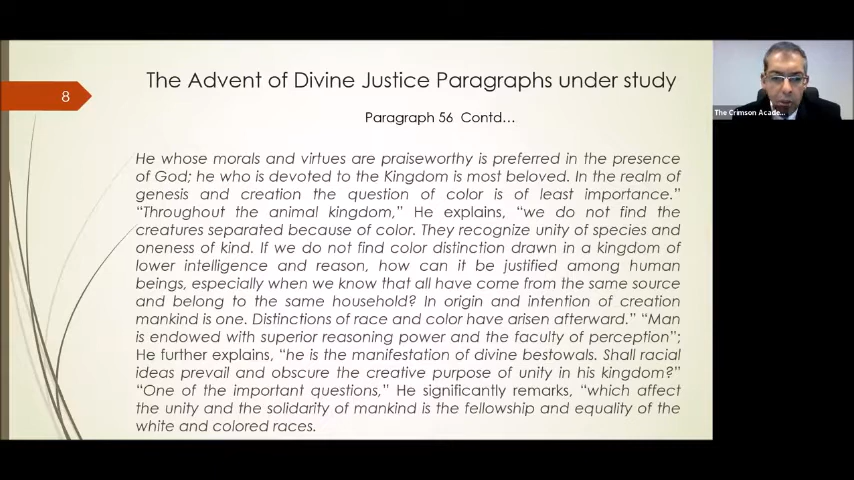 The Advent of Divine Justice Paragraphs under study
8
Paragraph 56 Contd...
The Crimson Acade...
He whose morals and virtues are praiseworthy is preferred in the presence
of God; he who is devoted to the Kingdom is most beloved. In the realm of
genesis and creation the question of color is of least importance.”
“Throughout the animal kingdom,” He explains, “we do not find the
creatures separated because of color. They recognize unity of species and
oneness of kind. If we do not find color distinction drawn in a kingdom of
lower intelligence and reason, how can it be justified among human
beings, especially when we know that all have come from the same source
and belong to the same household? In origin and intention of creation
mankind is one. Distinctions of race and color have arisen afterward.” “Man
is endowed with superior reasoning power and the faculty of perception”;
He further explains, “he is the manifestation of divine bestowals. Shall racial
ideas prevail and obscure the creative purpose of unity in his kingdom?”
“One of the important questions,” He significantly remarks, “which affect
the unity and the solidarity of mankind is the fellowship and equality of the
white and colored races.